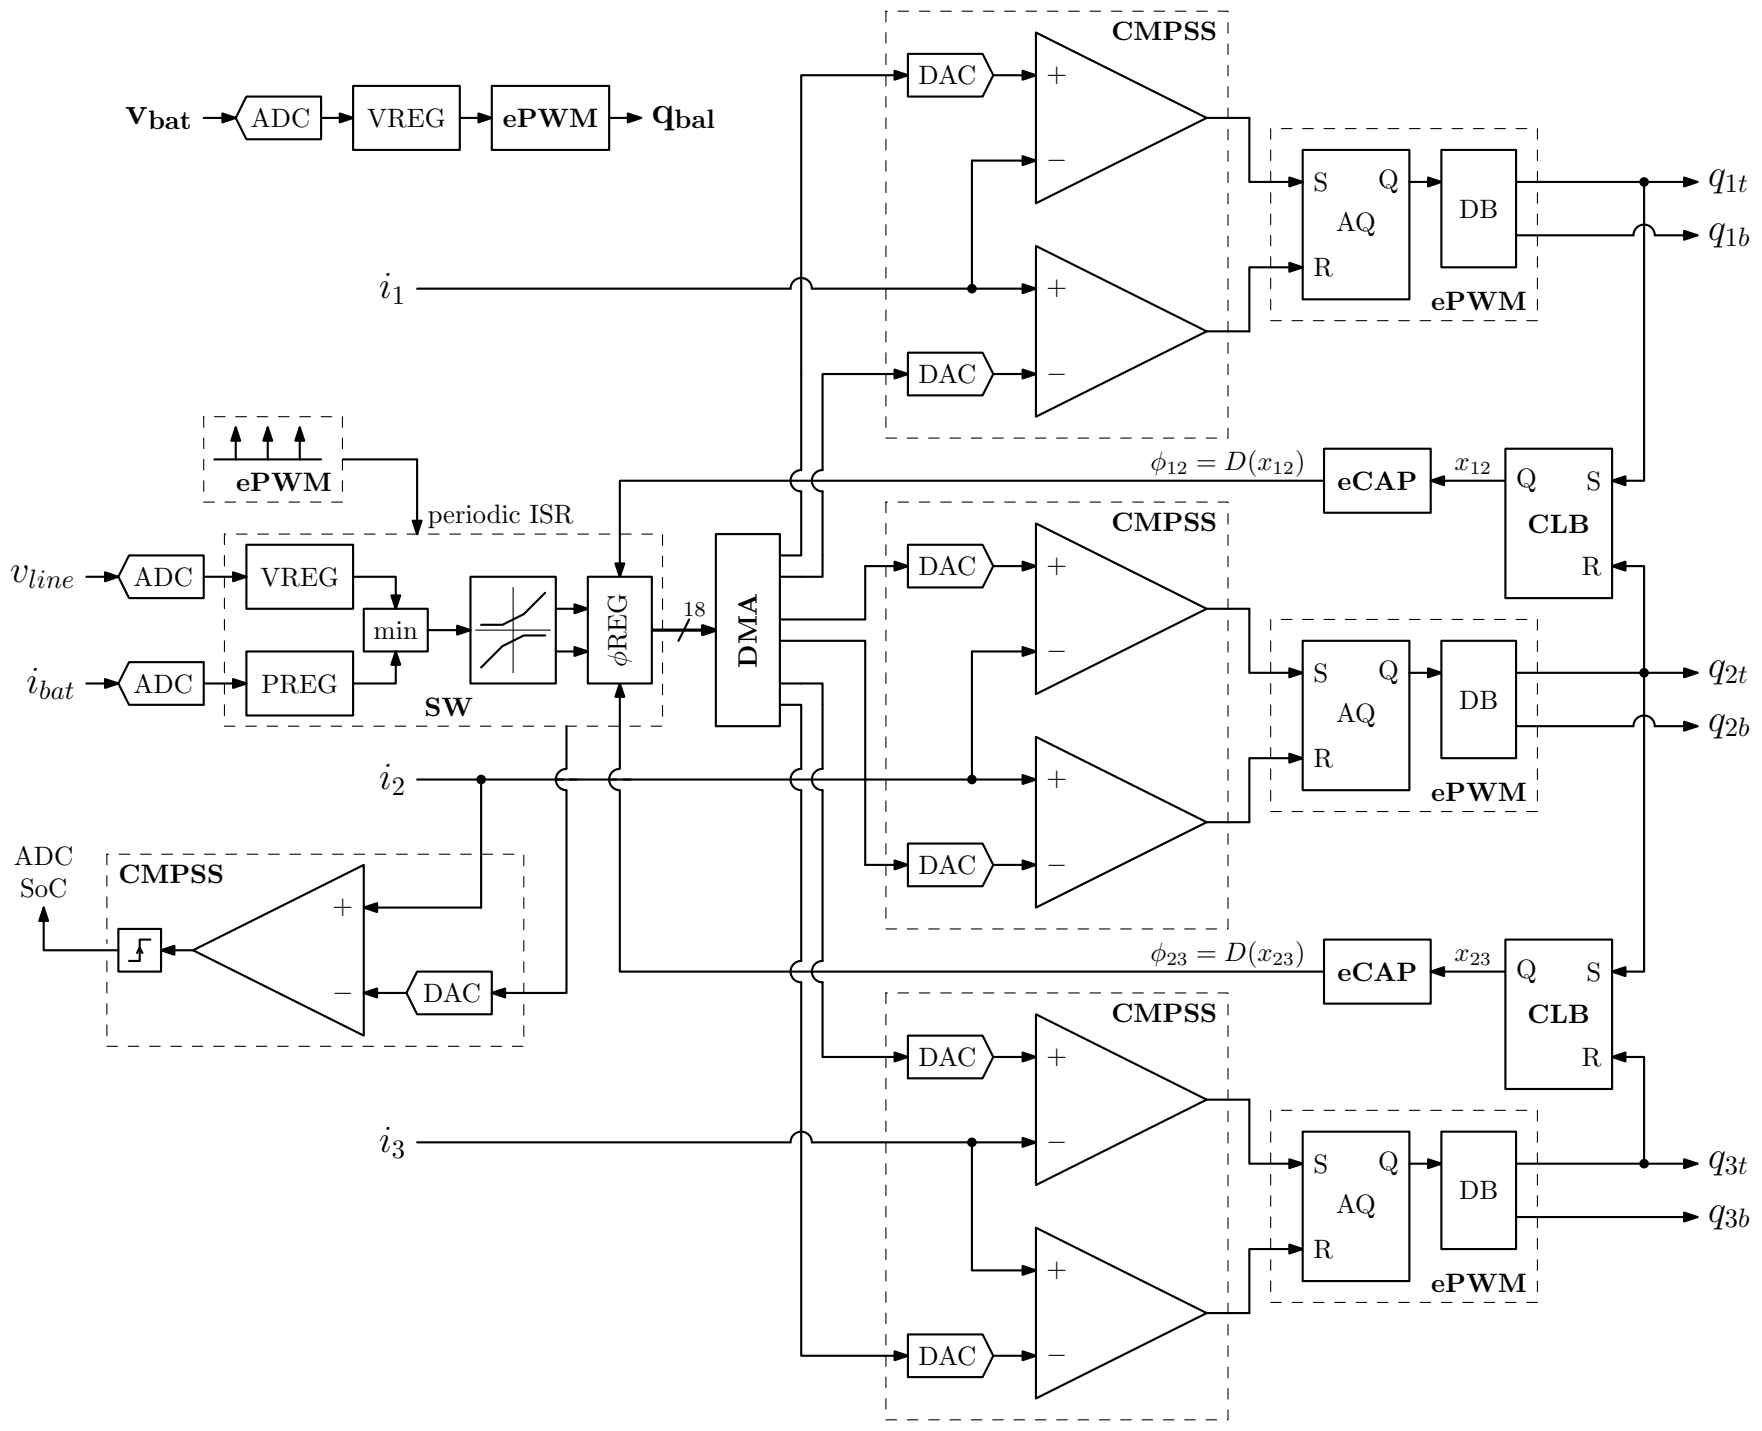 CMPSS
DAC
+
v_bat
ADC
VREG
ePWM
q_bal
−
S
Q
AQ
R
DB
q_1t
q_1b
ePWM
i_1
+
DAC
−
ePWM
ϕ_12 = D(x_12)
eCAP
x_12
Q
S
CLB
R
periodic ISR
CMPSS
DAC
+
v_line
ADC
VREG
min
ϕREG
18
DMA
−
i_bat
ADC
PREG
SW
S
Q
AQ
R
DB
q_2t
q_2b
ePWM
i_2
+
DAC
−
ADC
SoC
CMPSS
+
−
DAC
ϕ_23 = D(x_23)
eCAP
x_23
Q
S
CLB
R
CMPSS
DAC
+
i_3
−
S
Q
AQ
R
DB
q_3t
q_3b
ePWM
+
DAC
−